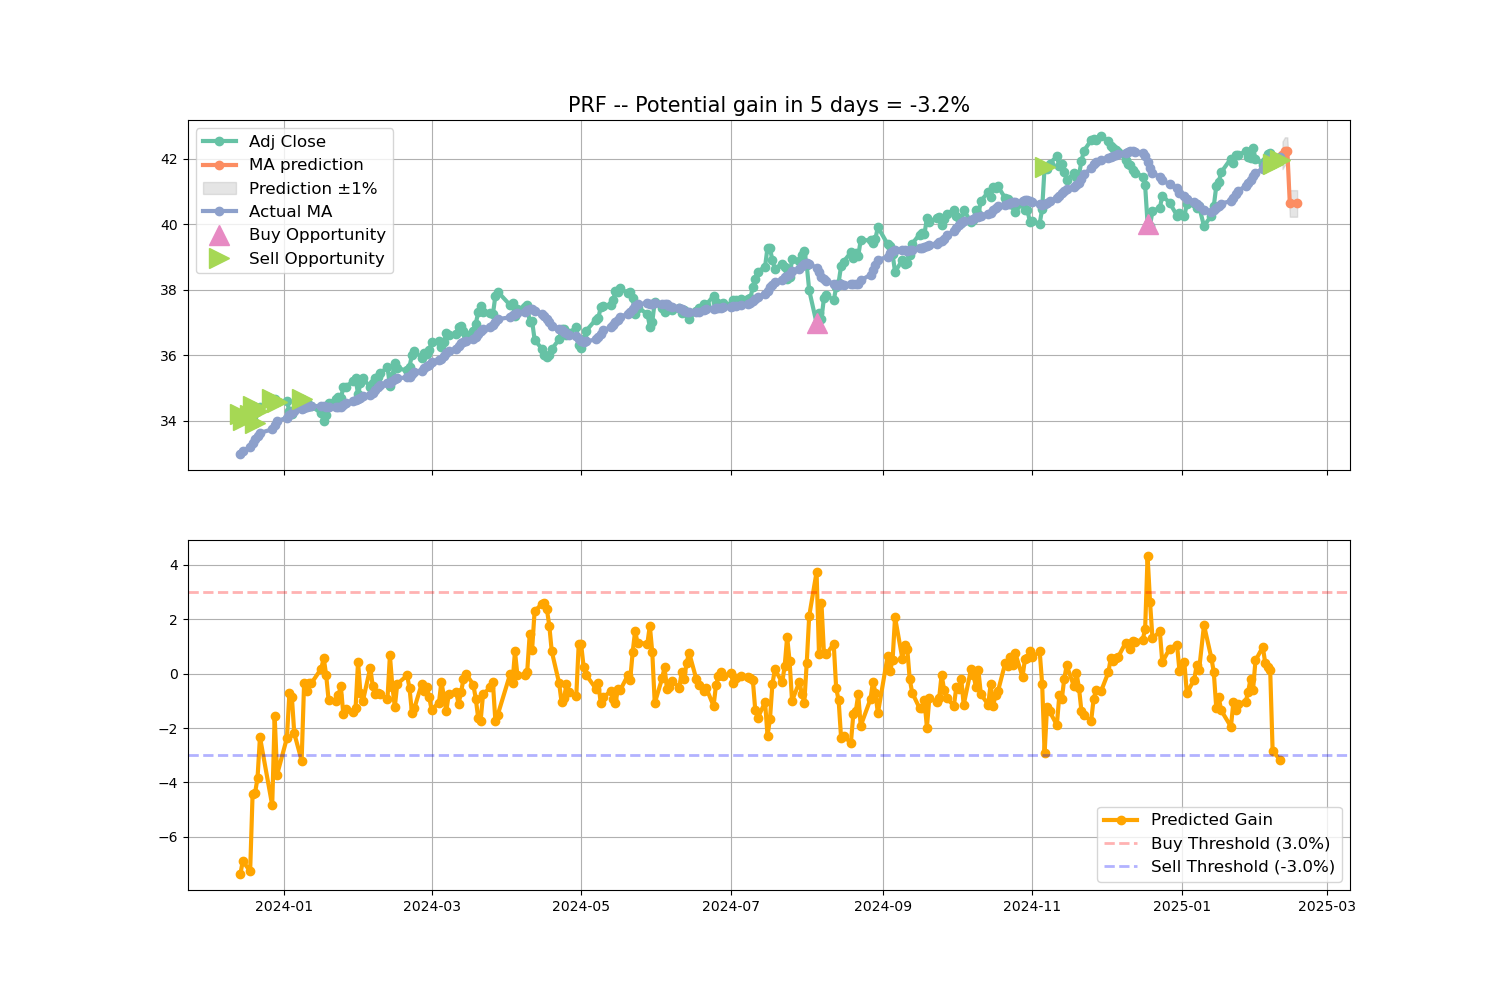 PRF -- Potential gain in 5 days = -3.2%
Adj Close
MA prediction
Prediction ±1%
Actual MA
Buy Opportunity
Sell Opportunity
42
40
38
36
34
4
2
0
−2
−4
−6
Predicted Gain
Buy Threshold (3.0%)
Sell Threshold (-3.0%)
2024-01 2024-03 2024-05 2024-07 2024-09 2024-11 2025-01 2025-03